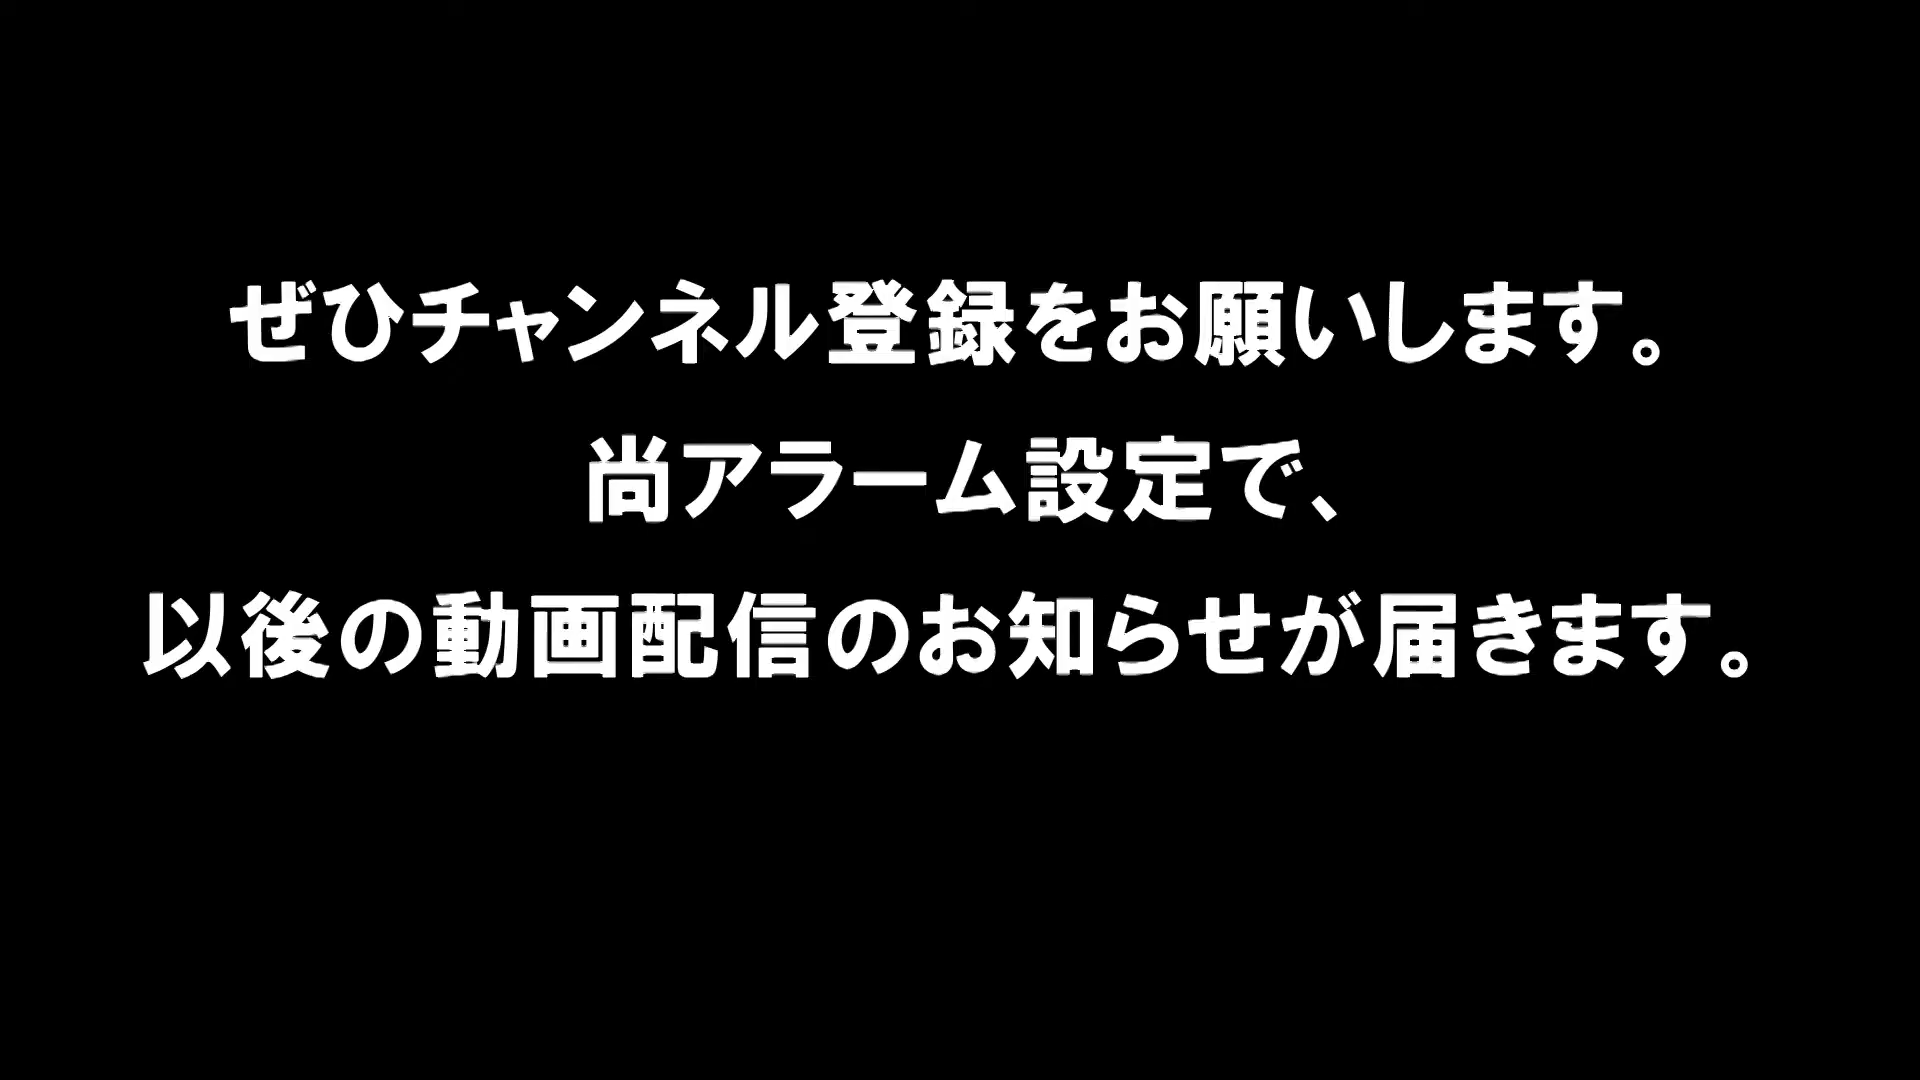 ぜひチャンネル登録をお願いします。
尚アラーム設定で、
以後の動画配信のお知らせが届きます。